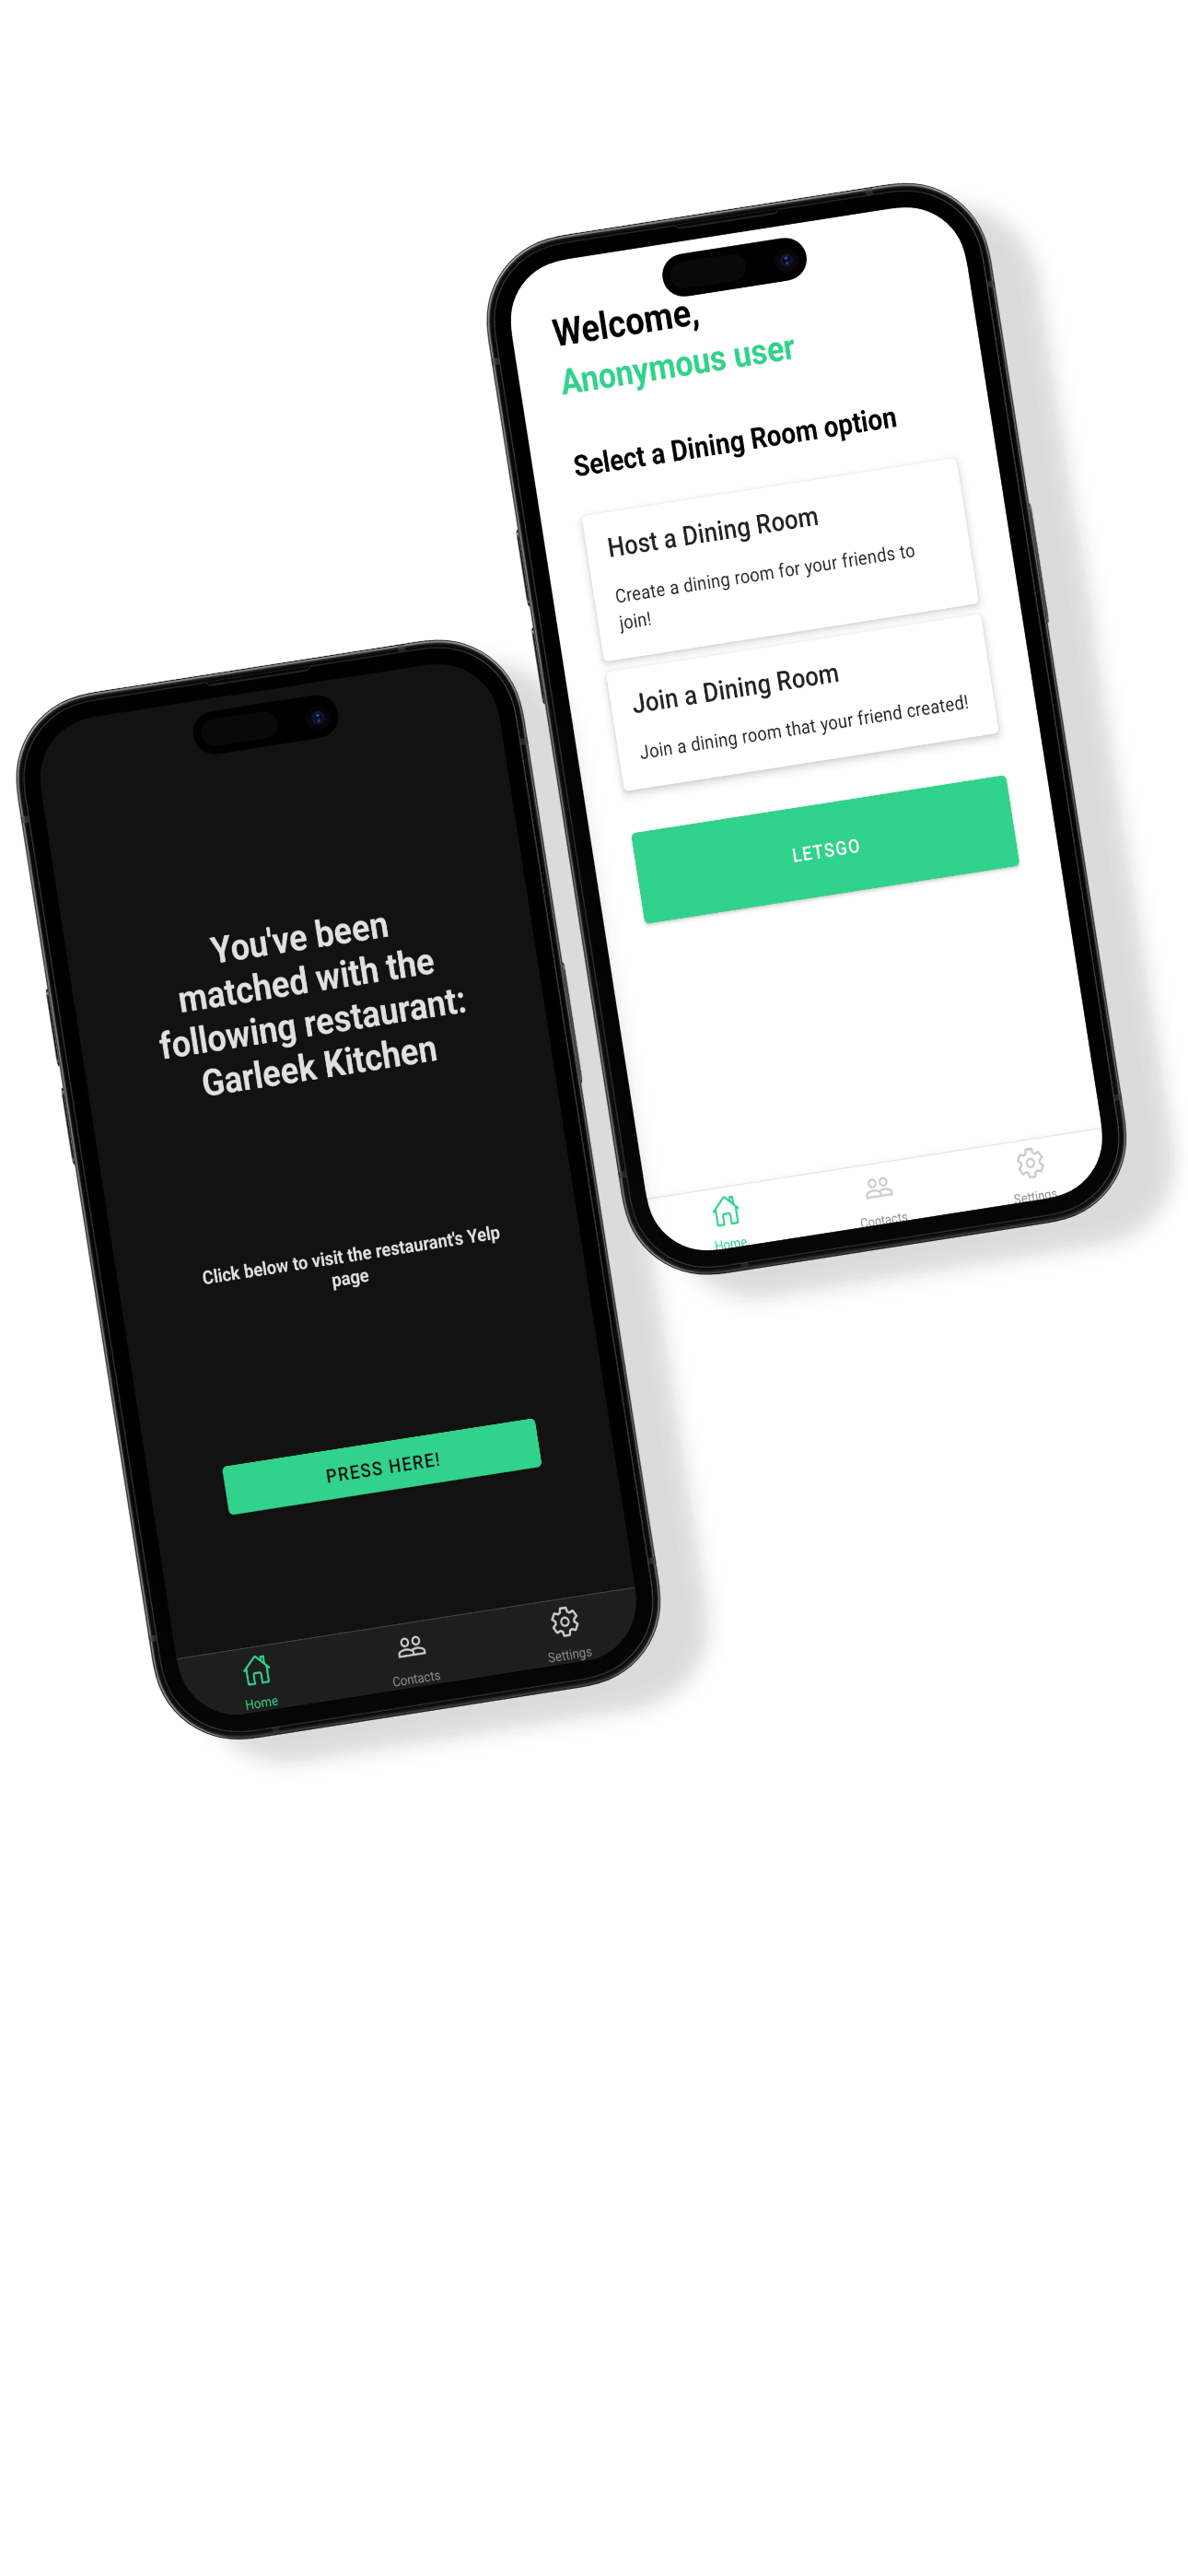 Welcome,
Anonymous user
Select a Dining Room option
Host a Dining Room
Create a dining room for your friends to
join!
Join a Dining Room
Join a dining room that your friend created!
LETSGO
Home
Contacts
Settings
You've been
matched with the
following restaurant:
Garleek Kitchen
Click below to visit the restaurant's Yelp
page
PRESS HERE!
Home
Contacts
Settings